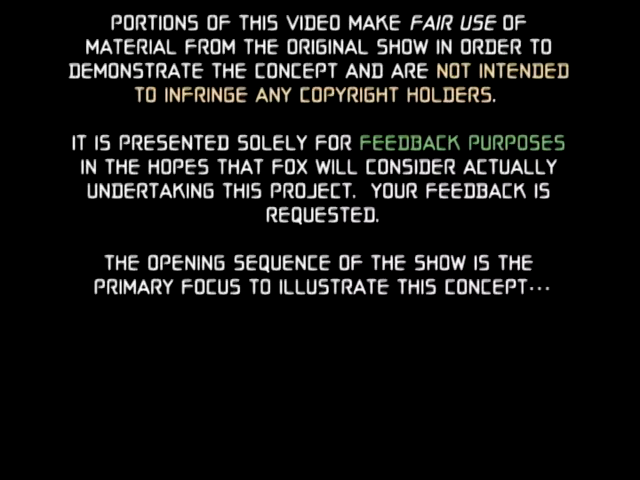 PORTIONS OF THIS VIDEO MAKE FAIR USE OF
MATERIAL FROM THE ORIGINAL SHOW IN ORDER TO
DEMONSTRATE THE CONCEPT AND ARE NOT INTENDED
TO INFRINGE ANY COPYRIGHT HOLDERS.
IT IS PRESENTED SOLELY FOR FEEDBACK PURPOSES
IN THE HOPES THAT FOX WILL CONSIDER ACTUALLY
UNDERTAKING THIS PROJECT. YOUR FEEDBACK IS
REQUESTED.
THE OPENING SEQUENCE OF THE SHOW IS THE
PRIMARY FOCUS TO ILLUSTRATE THIS CONCEPT...